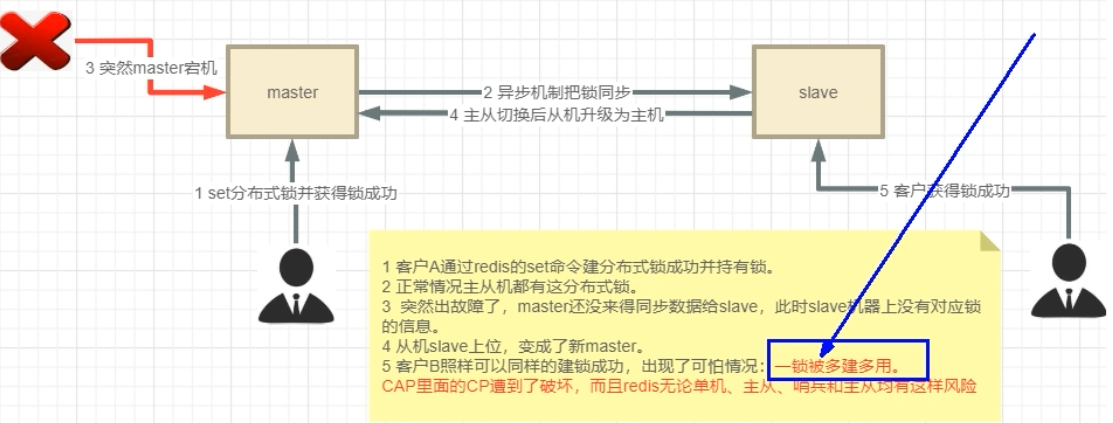 3 突然master宕机
master
2 异步机制把锁同步
4 主从切换后从机升级为主机
slave
1 set分布式锁并获得锁成功
5 客户获得锁成功
1 客户A通过redis的set命令建分布式锁成功并持有锁。
2 正常情况主从机都有这分布式锁。
3 突然出故障了，master还没来得同步数据给slave，此时slave机器上没有对应锁
的信息。
4 从机slave上位，变成了新master。
5 客户B照样可以同样的建锁成功，出现了可怕情况：一锁被多建多用。
CAP里面的CP遭到了破坏，而且redis无论单机、主从、哨兵和主从均有这样风险